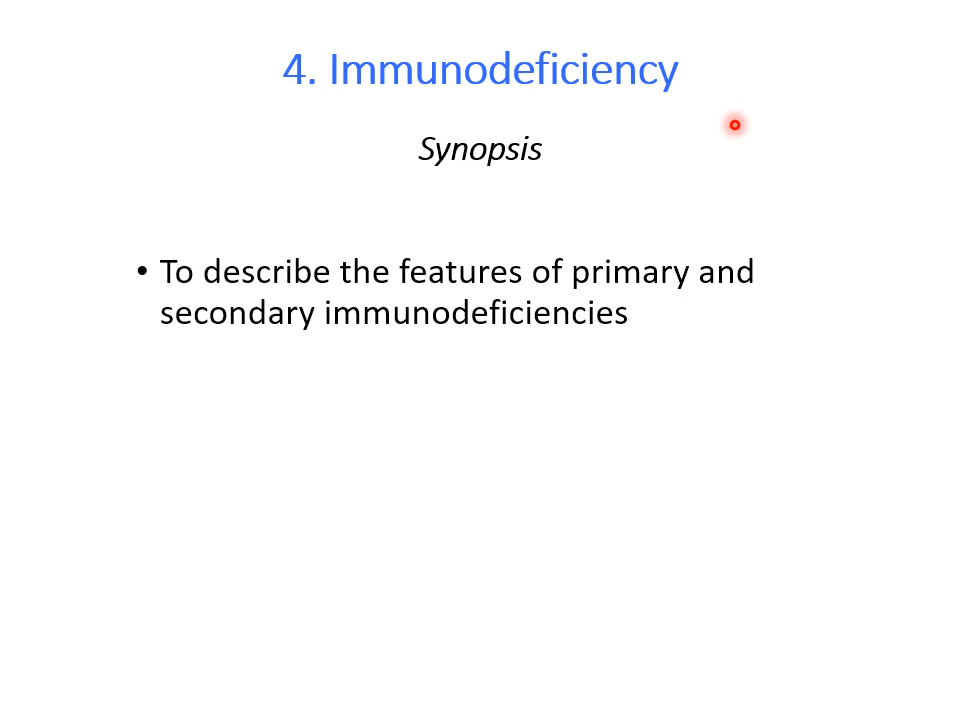 4. Immunodeficiency
Synopsis
• To describe the features of primary and
secondary immunodeficiencies